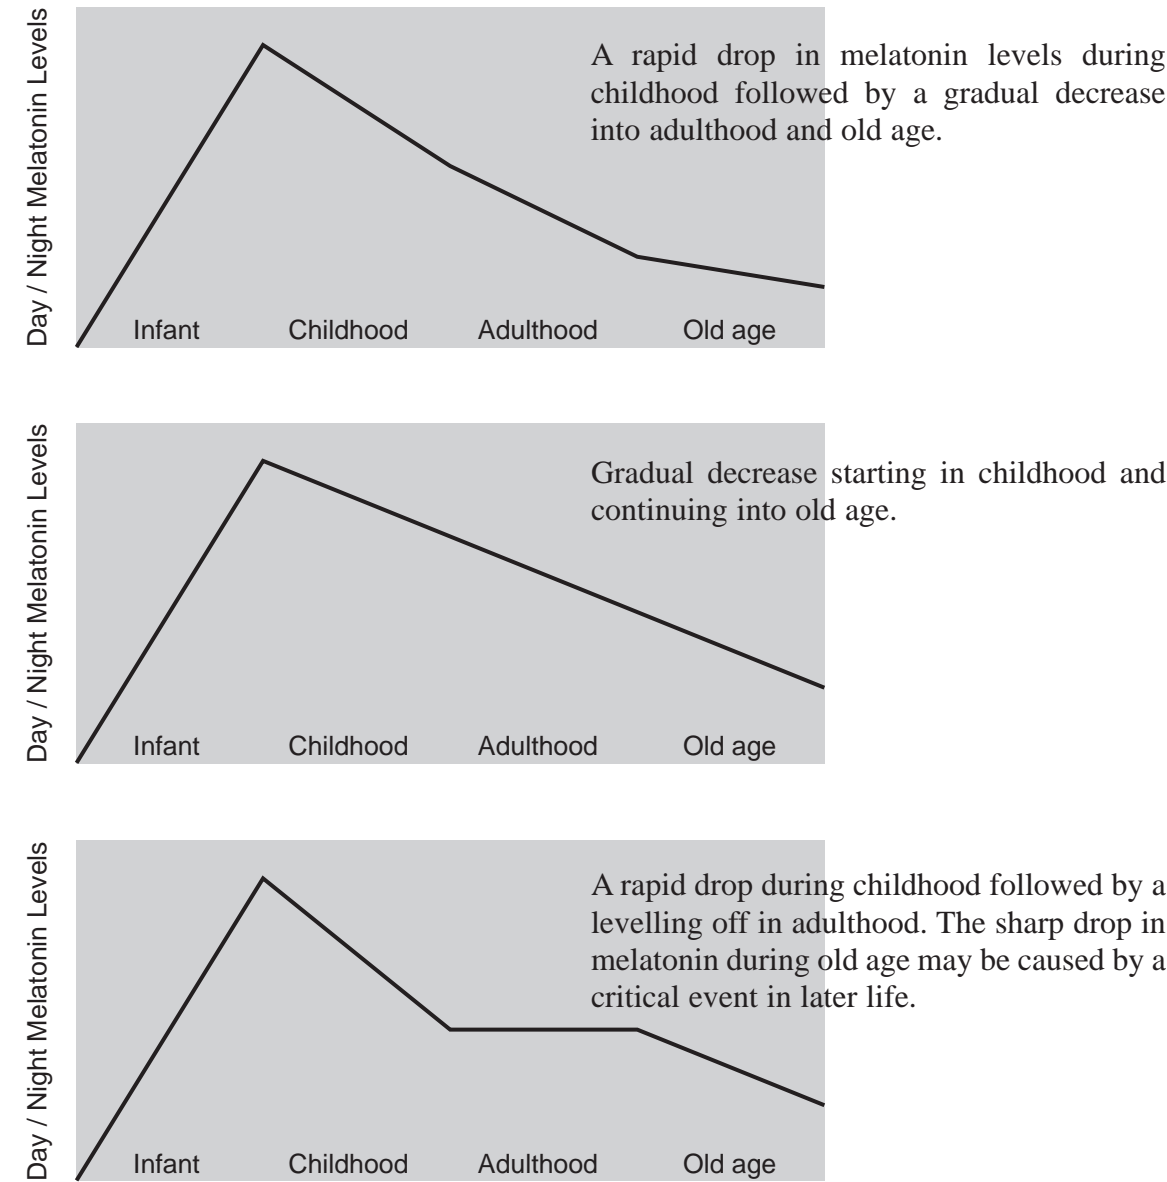 Day / Night Melatonin Levels
A rapid drop in melatonin levels during
childhood followed by a gradual decrease
into adulthood and old age.
Infant Childhood Adulthood Old age
Day / Night Melatonin Levels
Gradual decrease starting in childhood and
continuing into old age.
Infant Childhood Adulthood Old age
Day / Night Melatonin Levels
A rapid drop during childhood followed by a
levelling off in adulthood. The sharp drop in
melatonin during old age may be caused by a
critical event in later life.
Infant Childhood Adulthood Old age